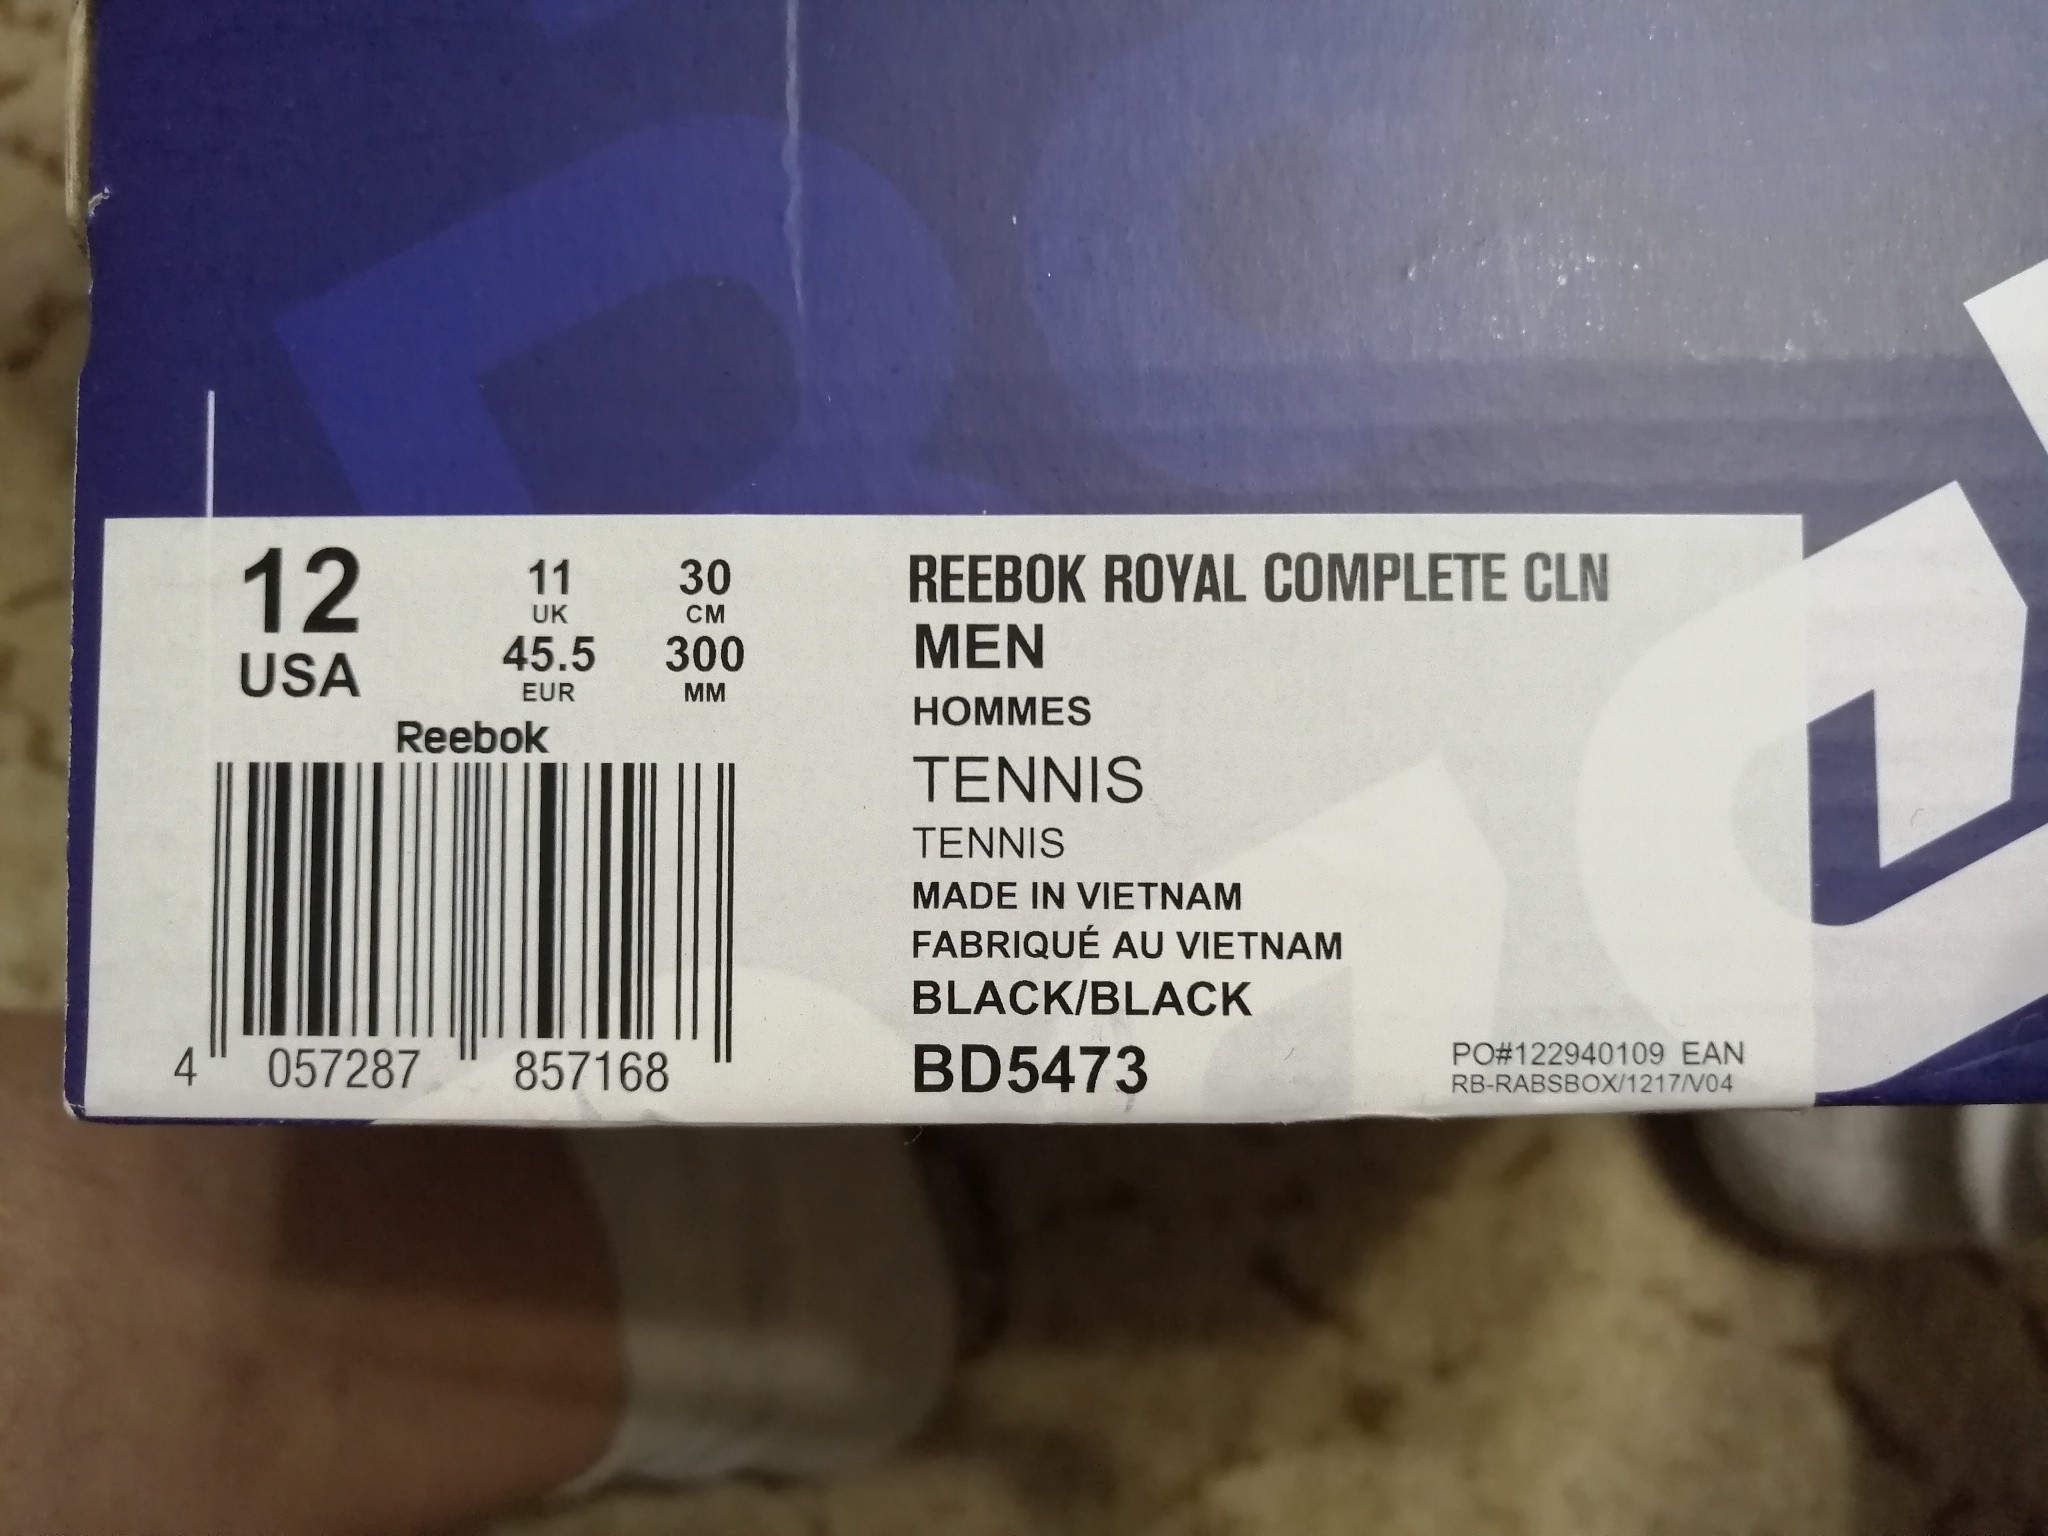 12
USA
11
UK
45.5
EUR
30
CM
300
MM
Reebok
4 057287 857168
REEBOK ROYAL COMPLETE CLN
MEN
HOMMES
TENNIS
TENNIS
MADE IN VIETNAM
FABRIQUÉ AU VIETNAM
BLACK/BLACK
BD5473
PO#122940109 EAN
RB-RABSBOX/1217/V04